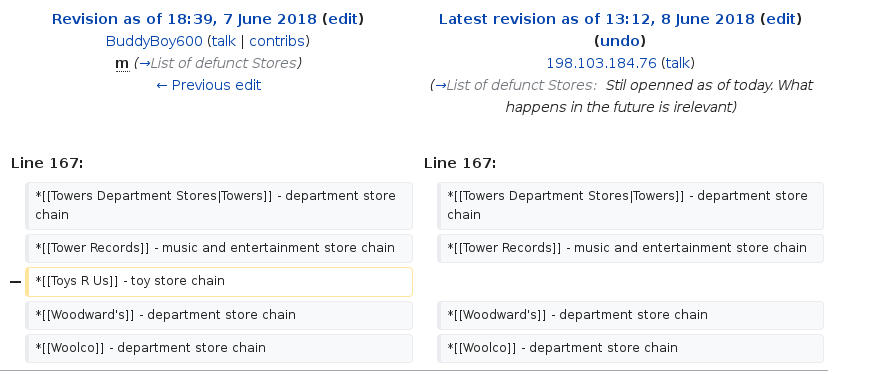 Revision as of 18:39, 7 June 2018 (edit)
BuddyBoy600 (talk | contribs)
m (→List of defunct Stores)
← Previous edit
Latest revision as of 13:12, 8 June 2018 (edit)
(undo)
198.103.184.76 (talk)
(→List of defunct Stores: Stil openned as of today. What
happens in the future is irelevant)
Line 167:
Line 167:
*[[Towers Department Stores|Towers]] - department store
chain
*[[Towers Department Stores|Towers]] - department store
chain
*[[Tower Records]] - music and entertainment store chain
*[[Tower Records]] - music and entertainment store chain
− *[[Toys R Us]] - toy store chain
*[[Woodward's]] - department store chain
*[[Woodward's]] - department store chain
*[[Woolco]] - department store chain
*[[Woolco]] - department store chain